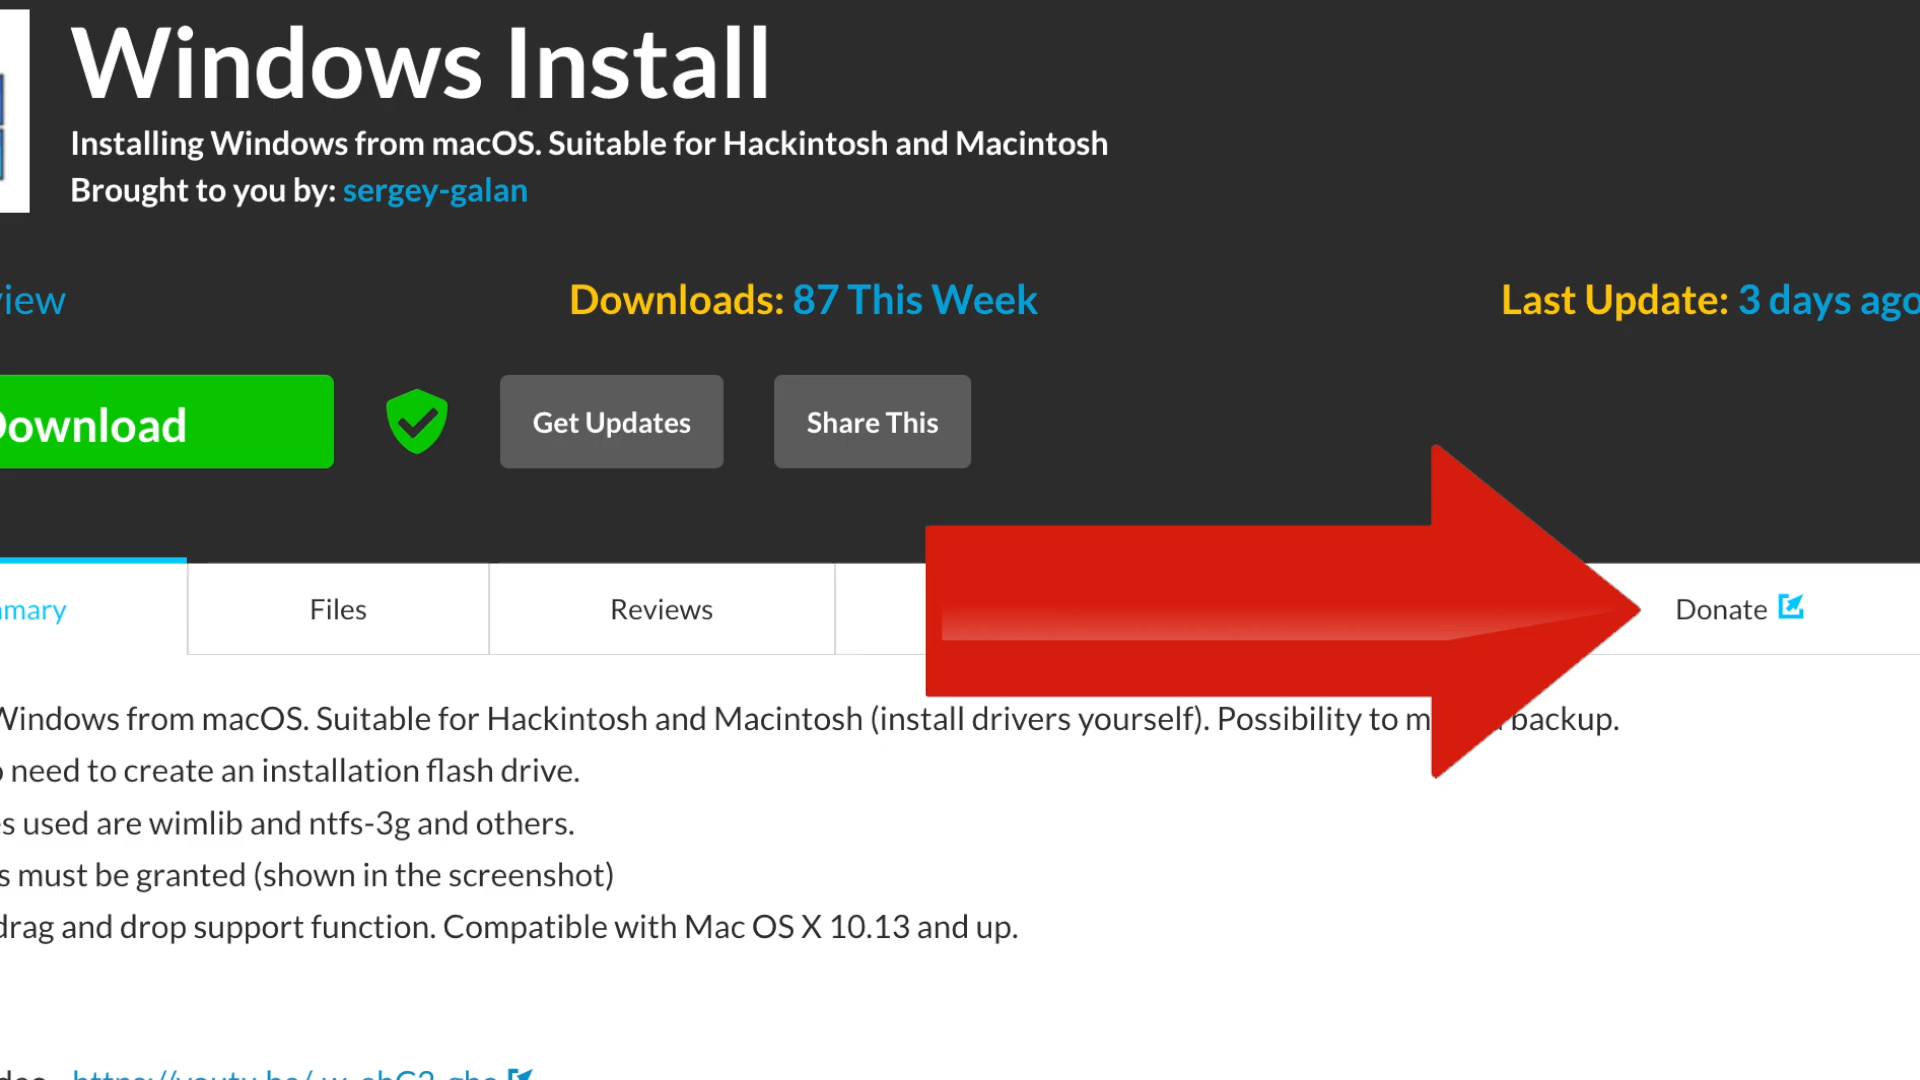 Windows Install
Installing Windows from macOS. Suitable for Hackintosh and Macintosh
Brought to you by: sergey-galan
Downloads: 87 This Week
Last Update: 3 days ago
Download
Get Updates
Share This
Files
Reviews
Donate
Windows from macOS. Suitable for Hackintosh and Macintosh (install drivers yourself). Possibility to backup.
need to create an installation flash drive.
used are wimlib and ntfs-3g and others.
must be granted (shown in the screenshot)
drag and drop support function. Compatible with Mac OS X 10.13 and up.